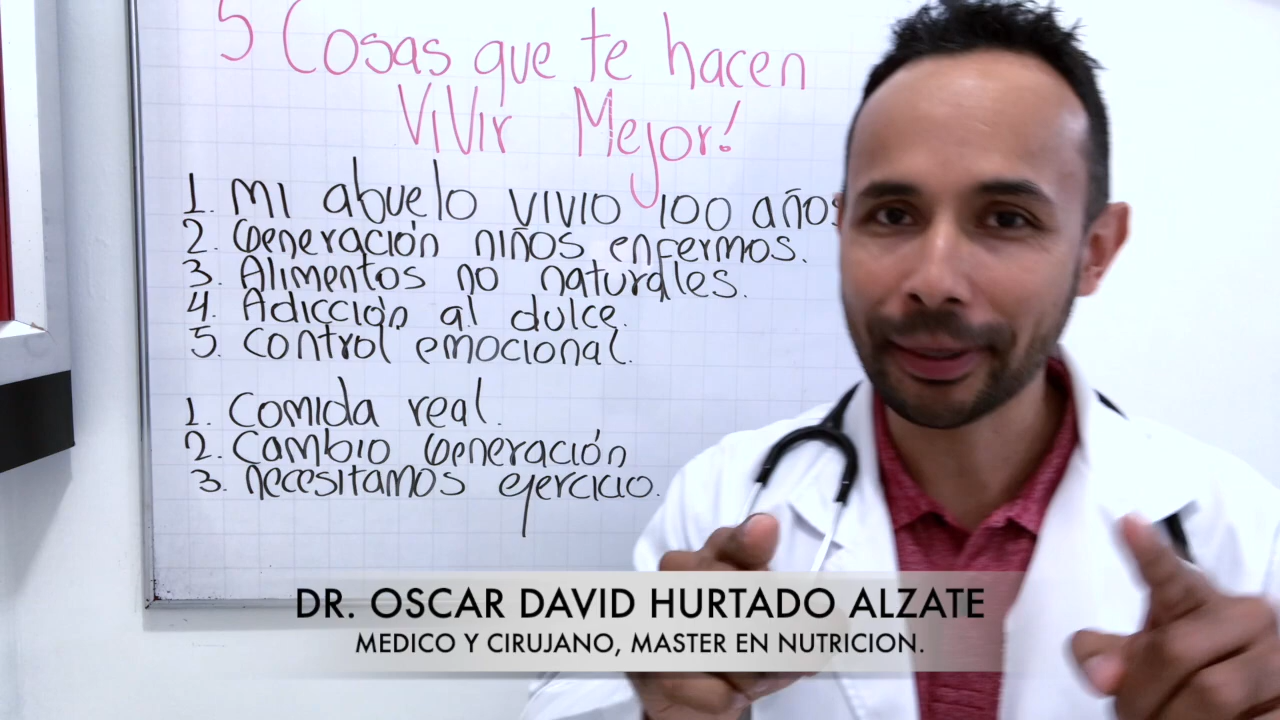 5 Cosas que te hacen
Vivir Mejor!
1. Mi abuelo vivio 100 años
2. Generación niños enfermos.
3. Alimentos no naturales.
4. Adicción al dulce.
5. Control emocional.
1. Comida real.
2. Cambio Generación
3. Necesitamos ejercicio.
DR. OSCAR DAVID HURTADO ALZATE
MEDICO Y CIRUJANO, MASTER EN NUTRICION.